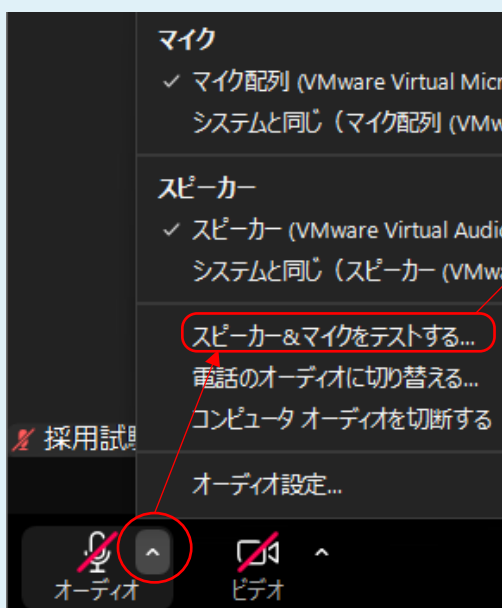 マイク
マイク配列 (VMware Virtual Micr
システムと同じ (マイク配列 (VMw
スピーカー
スピーカー (VMware Virtual Audio
システムと同じ (スピーカー (VMwa
スピーカー&マイクをテストする...
電話のオーディオに切り替える...
コンピュータ オーディオを切断する
採用試験
オーディオ設定...
オーディオ
ビデオ